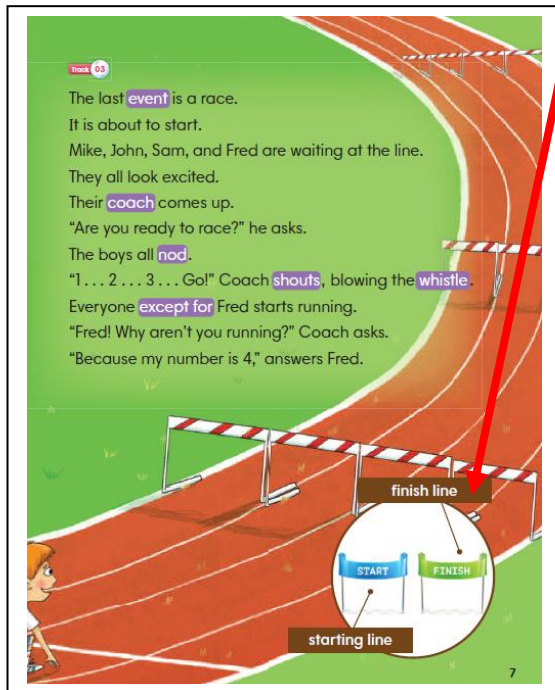 Track 03
The last event is a race.
It is about to start.
Mike, John, Sam, and Fred are waiting at the line.
They all look excited.
Their coach comes up.
“Are you ready to race?” he asks.
The boys all nod.
“1 . . . 2 . . . 3 . . . Go!” Coach shouts, blowing the whistle.
Everyone except for Fred starts running.
“Fred! Why aren’t you running?” Coach asks.
“Because my number is 4,” answers Fred.
finish line
START FINISH
starting line
7